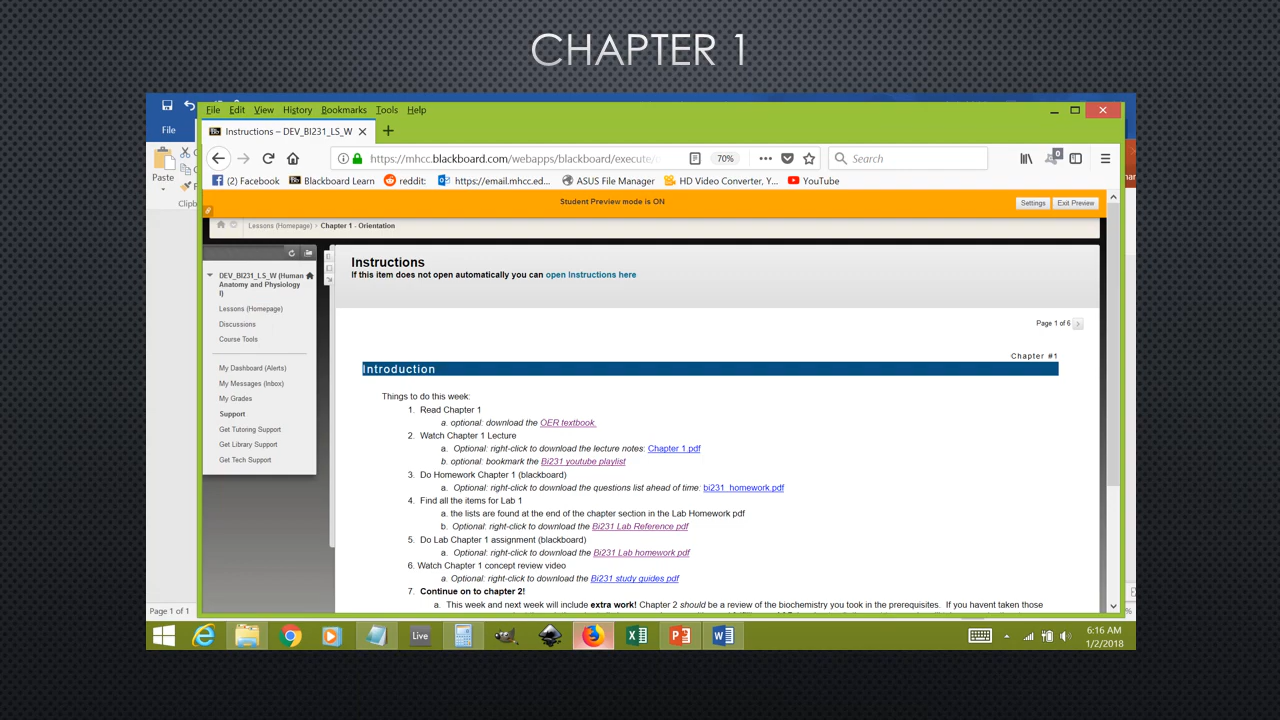 CHAPTER 1
File
Paste
Clipb
File Edit View History Bookmarks Tools Help
Instructions – DEV_BI231_LS_W
https://mhcc.blackboard.com/webapps/blackboard/execute/
70%
Search
0
(2) Facebook Blackboard Learn reddit: https://email.mhcc.ed... ASUS File Manager HD Video Converter, Y... YouTube
Student Preview mode is ON
Settings Exit Preview
Lessons (Homepage) > Chapter 1 - Orientation
DEV_BI231_LS_W (Human
Anatomy and Physiology
I)
Lessons (Homepage)
Discussions
Course Tools
My Dashboard (Alerts)
My Messages (Inbox)
My Grades
Support
Get Tutoring Support
Get Library Support
Get Tech Support
Instructions
If this item does not open automatically you can open Instructions here
Page 1 of 6
Chapter #1
Introduction
Things to do this week:
1. Read Chapter 1
a. optional: download the OER textbook.
2. Watch Chapter 1 Lecture
a. Optional: right-click to download the lecture notes: Chapter 1.pdf
b. optional: bookmark the Bi231 youtube playlist
3. Do Homework Chapter 1 (blackboard)
a. Optional: right-click to download the questions list ahead of time: bi231_homework.pdf
4. Find all the items for Lab 1
a. the lists are found at the end of the chapter section in the Lab Homework pdf
b. Optional: right-click to download the Bi231 Lab Reference.pdf
5. Do Lab Chapter 1 assignment (blackboard)
a. Optional: right-click to download the Bi231 Lab homework.pdf
6. Watch Chapter 1 concept review video
a. Optional: right-click to download the Bi231 study guides.pdf
7. Continue on to chapter 2!
a. This week and next week will include extra work! Chapter 2 should be a review of the biochemistry you took in the prerequisites. If you havent taken those
Page 1 of 1
Live
6:16 AM
1/2/2018